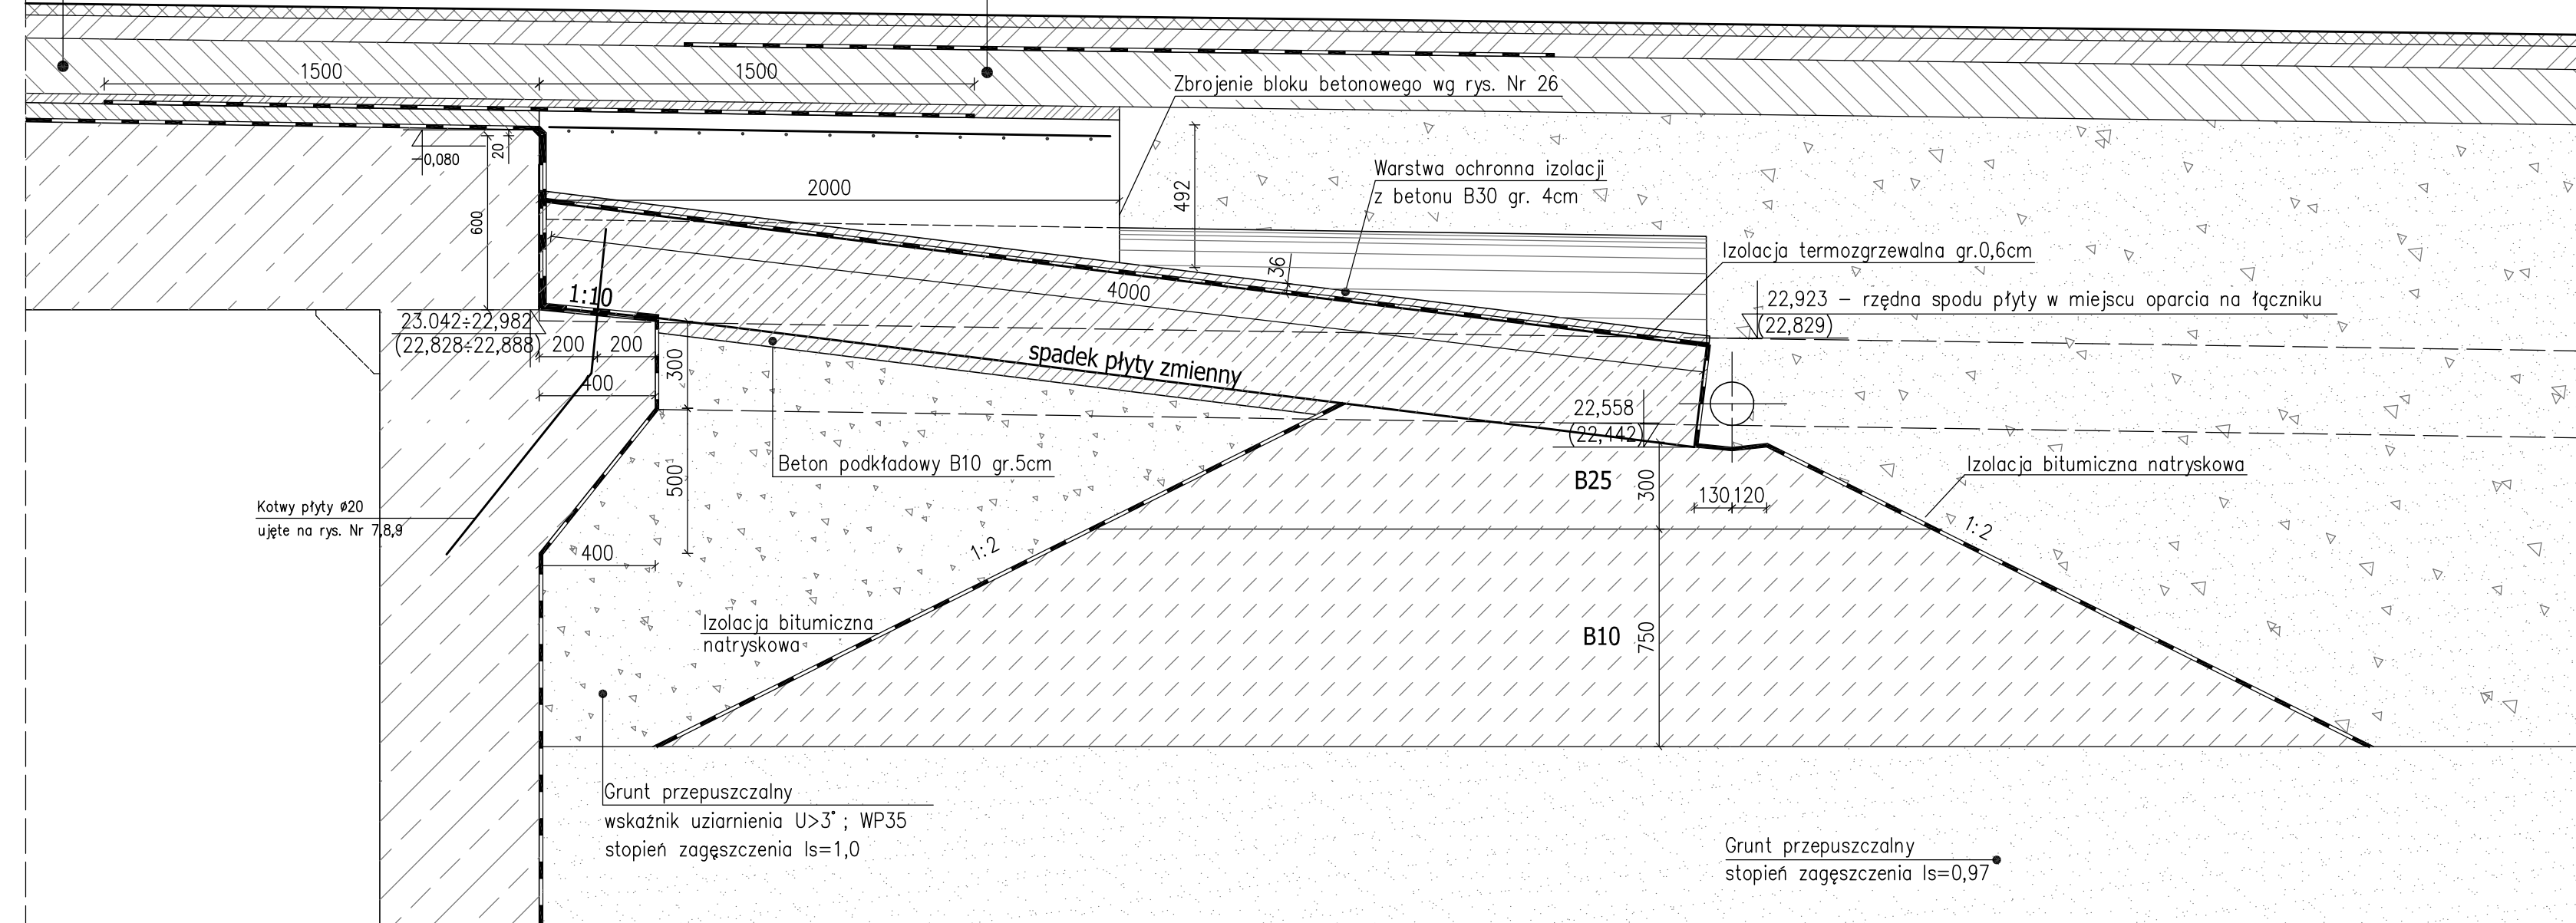 1500
1500
Zbrojenie bloku betonowego wg rys. Nr 26
-0,080
20
600
2000
492
Warstwa ochronna izolacji
z betonu B30 gr. 4cm
36
Izolacja termozgrzewalna gr.0,6cm
1:10
4000
22,923 – rzędna spodu płyty w miejscu oparcia na łączniku
(22,829)
23.042÷22,982
(22,828÷22,888)
200
200
300
400
spadek płyty zmienny
22,558
(22,442)
Beton podkładowy B10 gr.5cm
500
B25
300
130
120
Izolacja bitumiczna natryskowa
Kotwy płyty ø20
ujęte na rys. Nr 7,8,9
400
1:2
1:2
Izolacja bitumiczna
natryskowa
B10
750
Grunt przepuszczalny
wskaźnik uziarnienia U>3°; WP35
stopień zagęszczenia Is=1,0
Grunt przepuszczalny
stopień zagęszczenia Is=0,97